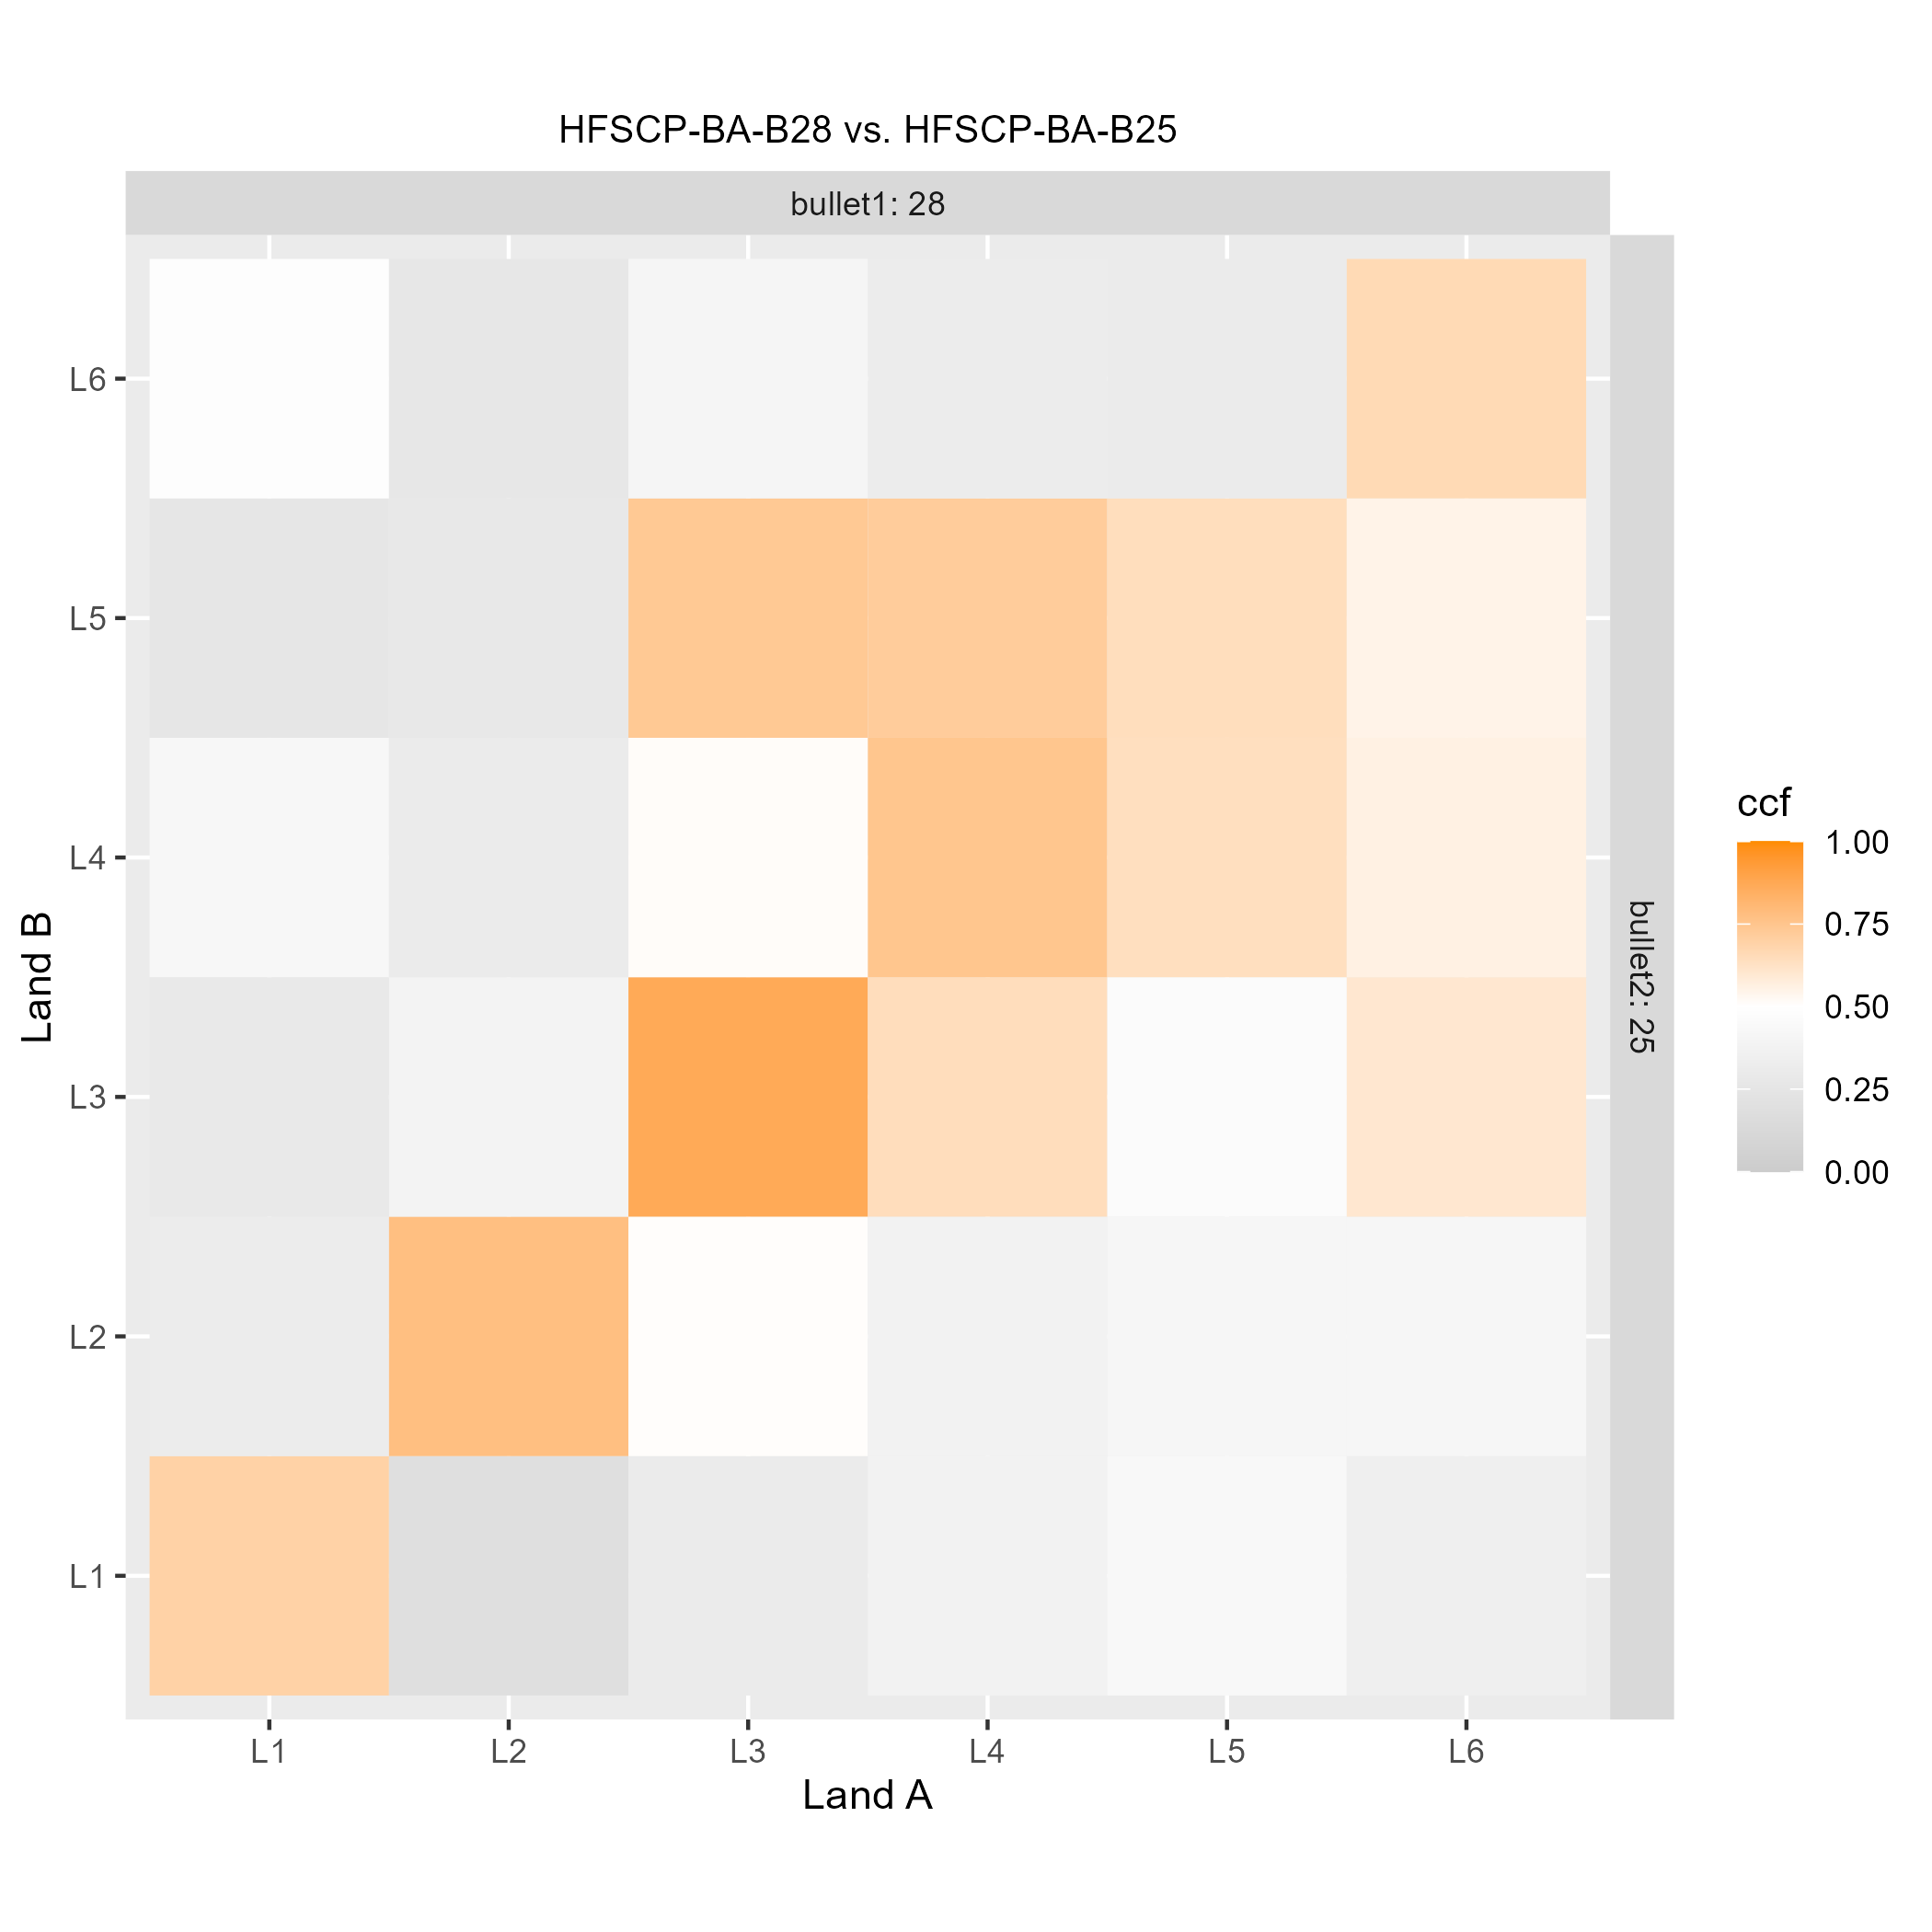 HFSCP-BA-B28 vs. HFSCP-BA-B25
bullet1: 28
L6
L5
L4
L3
L2
L1
Land B
bullet2: 25
L1
L2
L3
L4
L5
L6
Land A
ccf
1.00
0.75
0.50
0.25
0.00